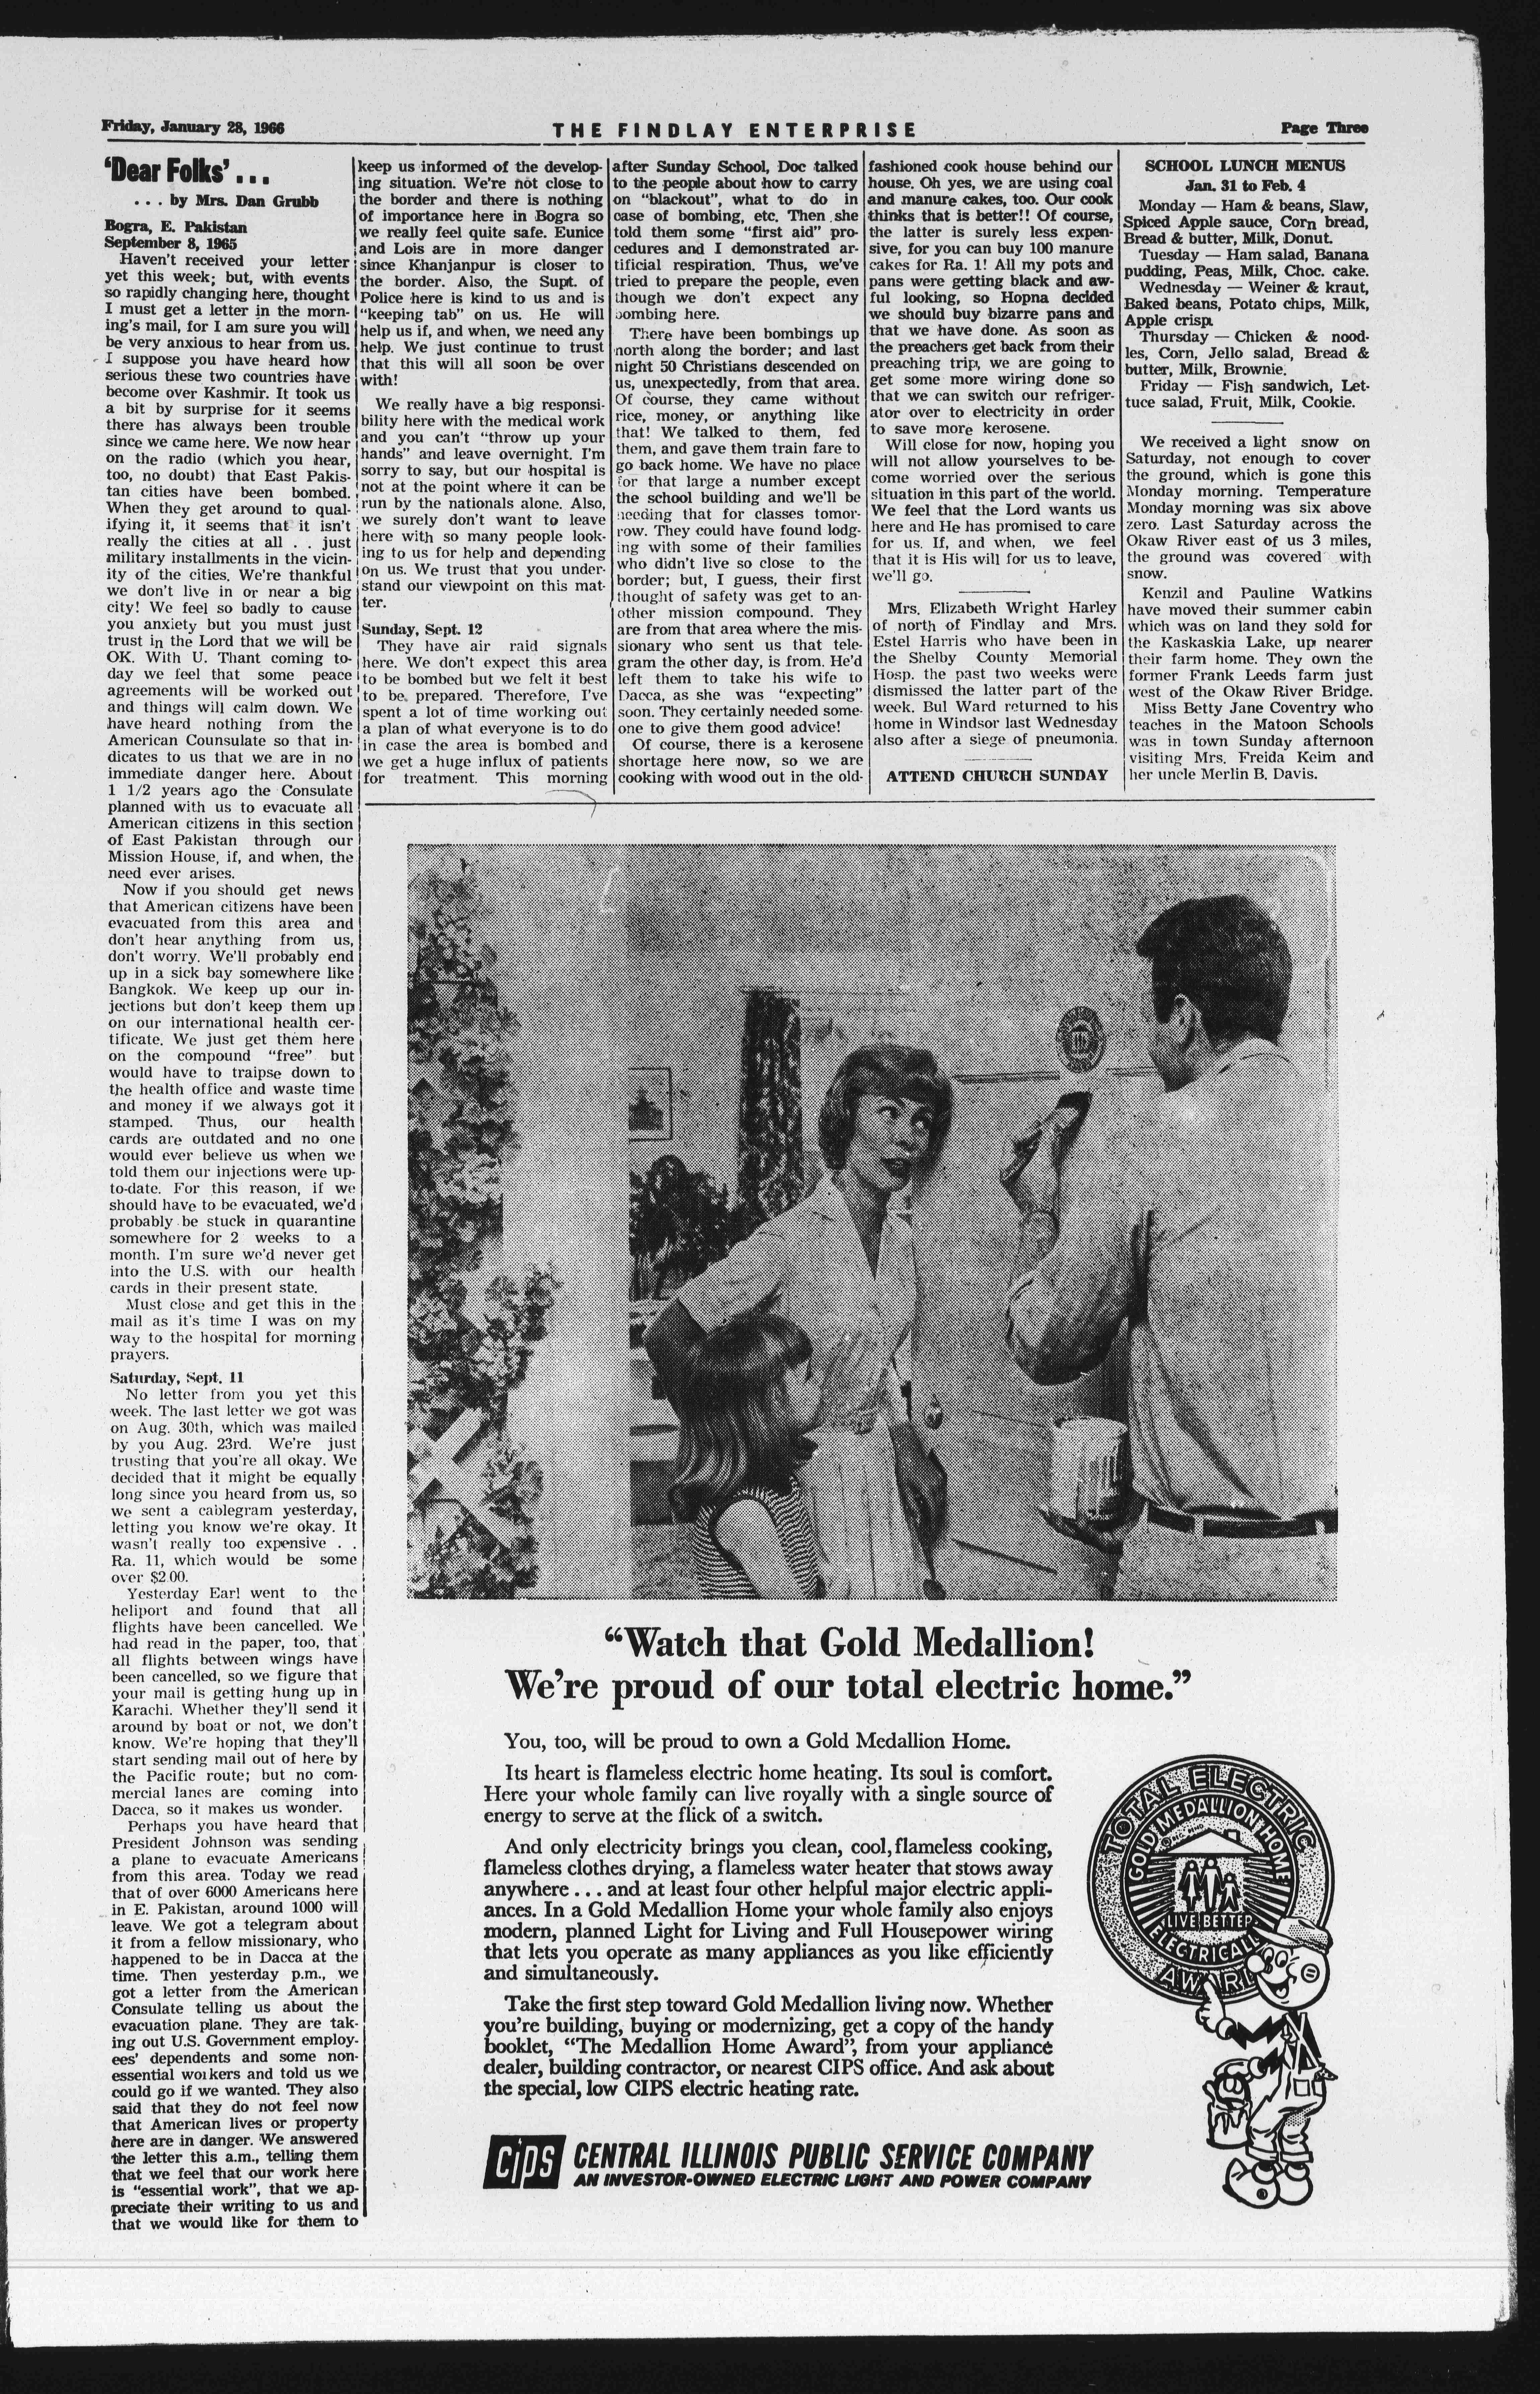 Friday, January 28, 1966
THE FINDLAY ENTERPRISE
Page Three
'Dear Folks' . . .
. . . by Mrs. Dan Grubb
Bogra, E. Pakistan
September 8, 1965
Haven't received your letter
yet this week; but, with events
so rapidly changing here, thought
I must get a letter in the morn-
ing's mail, for I am sure you will
be very anxious to hear from us.
I suppose you have heard how
serious these two countries have
become over Kashmir. It took us
a bit by surprise for it seems
there has always been trouble
since we came here. We now hear
on the radio (which you hear,
too, no doubt) that East Pakis-
tan cities have been bombed.
When they get around to qual-
ifying it, it seems that it isn't
really the cities at all . . just
military installments in the vicin-
ity of the cities. We're thankful
we don't live in or near a big
city! We feel so badly to cause
you anxiety but you must just
trust in the Lord that we will be
OK. With U. Thant coming to-
day we feel that some peace
agreements will be worked out
and things will calm down. We
have heard nothing from the
American Counsulate so that in-
dicates to us that we are in no
immediate danger here. About
1 1/2 years ago the Consulate
planned with us to evacuate all
American citizens in this section
of East Pakistan through our
Mission House, if, and when, the
need ever arises.
Now if you should get news
that American citizens have been
evacuated from this area and
don't hear anything from us,
don't worry. We'll probably end
up in a sick bay somewhere like
Bangkok. We keep up our in-
jections but don't keep them up
on our international health cer-
tificate. We just get them here
on the compound "free" but
would have to traipse down to
the health office and waste time
and money if we always got it
stamped. Thus, our health
cards are outdated and no one
would ever believe us when we
told them our injections were up-
to-date. For this reason, if we
should have to be evacuated, we'd
probably be stuck in quarantine
somewhere for 2 weeks to a
month. I'm sure we'd never get
into the U.S. with our health
cards in their present state.
Must close and get this in the
mail as it's time I was on my
way to the hospital for morning
prayers.
Saturday, Sept. 11
No letter from you yet this
week. The last letter we got was
on Aug. 30th, which was mailed
by you Aug. 23rd. We're just
trusting that you're all okay. We
decided that it might be equally
long since you heard from us, so
we sent a cablegram yesterday,
letting you know we're okay. It
wasn't really too expensive . .
Ra. 11, which would be some
over $2.00.
Yesterday Earl went to the
heliport and found that all
flights have been cancelled. We
had read in the paper, too, that
all flights between wings have
been cancelled, so we figure that
your mail is getting hung up in
Karachi. Whether they'll send it
around by boat or not, we don't
know. We're hoping that they'll
start sending mail out of here by
the Pacific route; but no com-
mercial lanes are coming into
Dacca, so it makes us wonder.
Perhaps you have heard that
President Johnson was sending
a plane to evacuate Americans
from this area. Today we read
that of over 6000 Americans here
in E. Pakistan, around 1000 will
leave. We got a telegram about
it from a fellow missionary, who
happened to be in Dacca at the
time. Then yesterday p.m., we
got a letter from the American
Consulate telling us about the
evacuation plane. They are tak-
ing out U.S. Government employ-
ees' dependents and some non-
essential workers and told us we
could go if we wanted. They also
said that they do not feel now
that American lives or property
here are in danger. We answered
the letter this a.m., telling them
that we feel that our work here
is "essential work", that we ap-
preciate their writing to us and
that we would like for them to
keep us informed of the develop-
ing situation. We're not close to
the border and there is nothing
of importance here in Bogra so
we really feel quite safe. Eunice
and Lois are in more danger
since Khanjanpur is closer to
the border. Also, the Supt. of
Police here is kind to us and is
"keeping tab" on us. He will
help us if, and when, we need any
help. We just continue to trust
that this will all soon be over
with!
We really have a big responsi-
bility here with the medical work
and you can't "throw up your
hands" and leave overnight. I'm
sorry to say, but our hospital is
not at the point where it can be
run by the nationals alone. Also,
we surely don't want to leave
here with so many people look-
ing to us for help and depending
on us. We trust that you under-
stand our viewpoint on this mat-
ter.
Sunday, Sept. 12
They have air raid signals
here. We don't expect this area
to be bombed but we felt it best
to be prepared. Therefore, I've
spent a lot of time working out
a plan of what everyone is to do
in case the area is bombed and
we get a huge influx of patients
for treatment. This morning
after Sunday School, Doc talked
to the people about how to carry
on "blackout", what to do in
case of bombing, etc. Then she
told them some "first aid" pro-
cedures and I demonstrated ar-
tificial respiration. Thus, we've
tried to prepare the people, even
though we don't expect any
bombing here.
There have been bombings up
north along the border; and last
night 50 Christians descended on
us, unexpectedly, from that area.
Of course, they came without
rice, money, or anything like
that! We talked to them, fed
them, and gave them train fare to
go back home. We have no place
for that large a number except
the school building and we'll be
needing that for classes tomor-
row. They could have found lodg-
ing with some of their families
who didn't live so close to the
border; but, I guess, their first
thought of safety was get to an-
other mission compound. They
are from that area where the mis-
sionary who sent us that tele-
gram the other day, is from. He'd
left them to take his wife to
Dacca, as she was "expecting"
soon. They certainly needed some-
one to give them good advice!
Of course, there is a kerosene
shortage here now, so we are
cooking with wood out in the old-
fashioned cook house behind our
house. Oh yes, we are using coal
and manure cakes, too. Our cook
thinks that is better!! Of course,
the latter is surely less expen-
sive, for you can buy 100 manure
cakes for Ra. 1! All my pots and
pans were getting black and aw-
ful looking, so Hopna decided
we should buy bizarre pans and
that we have done. As soon as
the preachers get back from their
preaching trip, we are going to
get some more wiring done so
that we can switch our refriger-
ator over to electricity in order
to save more kerosene.
Will close for now, hoping you
will not allow yourselves to be-
come worried over the serious
situation in this part of the world.
We feel that the Lord wants us
here and He has promised to care
for us. If, and when, we feel
that it is His will for us to leave,
we'll go.
Mrs. Elizabeth Wright Harley
of north of Findlay and Mrs.
Estel Harris who have been in
the Shelby County Memorial
Hosp. the past two weeks were
dismissed the latter part of the
week. Bul Ward returned to his
home in Windsor last Wednesday
also after a siege of pneumonia.
ATTEND CHURCH SUNDAY
SCHOOL LUNCH MENUS
Jan. 31 to Feb. 4
Monday — Ham & beans, Slaw,
Spiced Apple sauce, Corn bread,
Bread & butter, Milk, Donut.
Tuesday — Ham salad, Banana
pudding, Peas, Milk, Choc. cake.
Wednesday — Weiner & kraut,
Baked beans, Potato chips, Milk,
Apple crisp.
Thursday — Chicken & nood-
les, Corn, Jello salad, Bread &
butter, Milk, Brownie.
Friday — Fish sandwich, Let-
tuce salad, Fruit, Milk, Cookie.
We received a light snow on
Saturday, not enough to cover
the ground, which is gone this
Monday morning. Temperature
Monday morning was six above
zero. Last Saturday across the
Okaw River east of us 3 miles,
the ground was covered with
snow.
Kenzil and Pauline Watkins
have moved their summer cabin
which was on land they sold for
the Kaskaskia Lake, up nearer
their farm home. They own the
former Frank Leeds farm just
west of the Okaw River Bridge.
Miss Betty Jane Coventry who
teaches in the Matoon Schools
was in town Sunday afternoon
visiting Mrs. Freida Keim and
her uncle Merlin B. Davis.
"Watch that Gold Medallion!
We're proud of our total electric home."
You, too, will be proud to own a Gold Medallion Home.
Its heart is flameless electric home heating. Its soul is comfort.
Here your whole family can live royally with a single source of
energy to serve at the flick of a switch.
And only electricity brings you clean, cool, flameless cooking,
flameless clothes drying, a flameless water heater that stows away
anywhere . . . and at least four other helpful major electric appli-
ances. In a Gold Medallion Home your whole family also enjoys
modern, planned Light for Living and Full Housepower wiring
that lets you operate as many appliances as you like efficiently
and simultaneously.
Take the first step toward Gold Medallion living now. Whether
you're building, buying or modernizing, get a copy of the handy
booklet, "The Medallion Home Award", from your appliance
dealer, building contractor, or nearest CIPS office. And ask about
the special, low CIPS electric heating rate.
TOTAL ELECTRIC
GOLD MEDALLION HOME
LIVE BETTER
ELECTRICALLY
AWARD
CIPS CENTRAL ILLINOIS PUBLIC SERVICE COMPANY
AN INVESTOR-OWNED ELECTRIC LIGHT AND POWER COMPANY